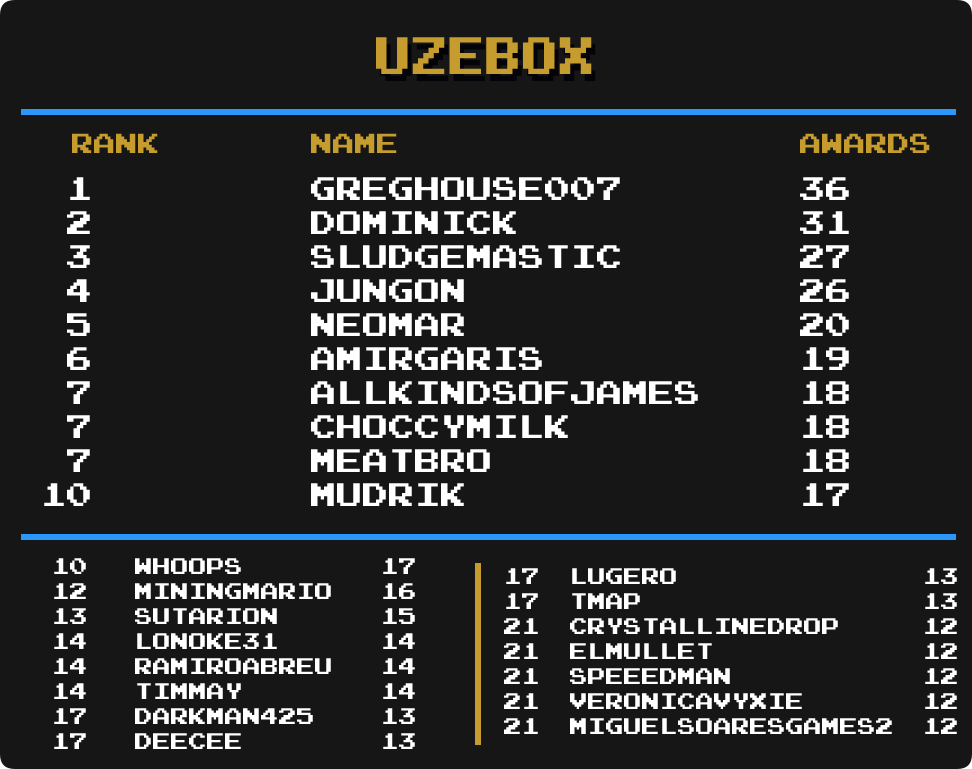 UZEBOX
RANK NAME AWARDS
1 GREGHOUSE007 36
2 DOMINICK 31
3 SLUDGEMASTIC 27
4 JUNGON 26
5 NEOMAR 20
6 AMIRGARIS 19
7 ALLKINDSOFJAMES 18
7 CHOCCYMILK 18
7 MEATBRO 18
10 MUDRIK 17
10 WHOOPS 17
12 MININGMARIO 16
13 SUTARION 15
14 LONOKE31 14
14 RAMIROABREU 14
14 TIMMAY 14
17 DARKMAN425 13
17 DEECEE 13
17 LUGERO 13
17 TMAP 13
21 CRYSTALLINEDROP 12
21 ELMULLET 12
21 SPEEEDMAN 12
21 VERONICAVYXIE 12
21 MIGUELSOARESGAMES2 12